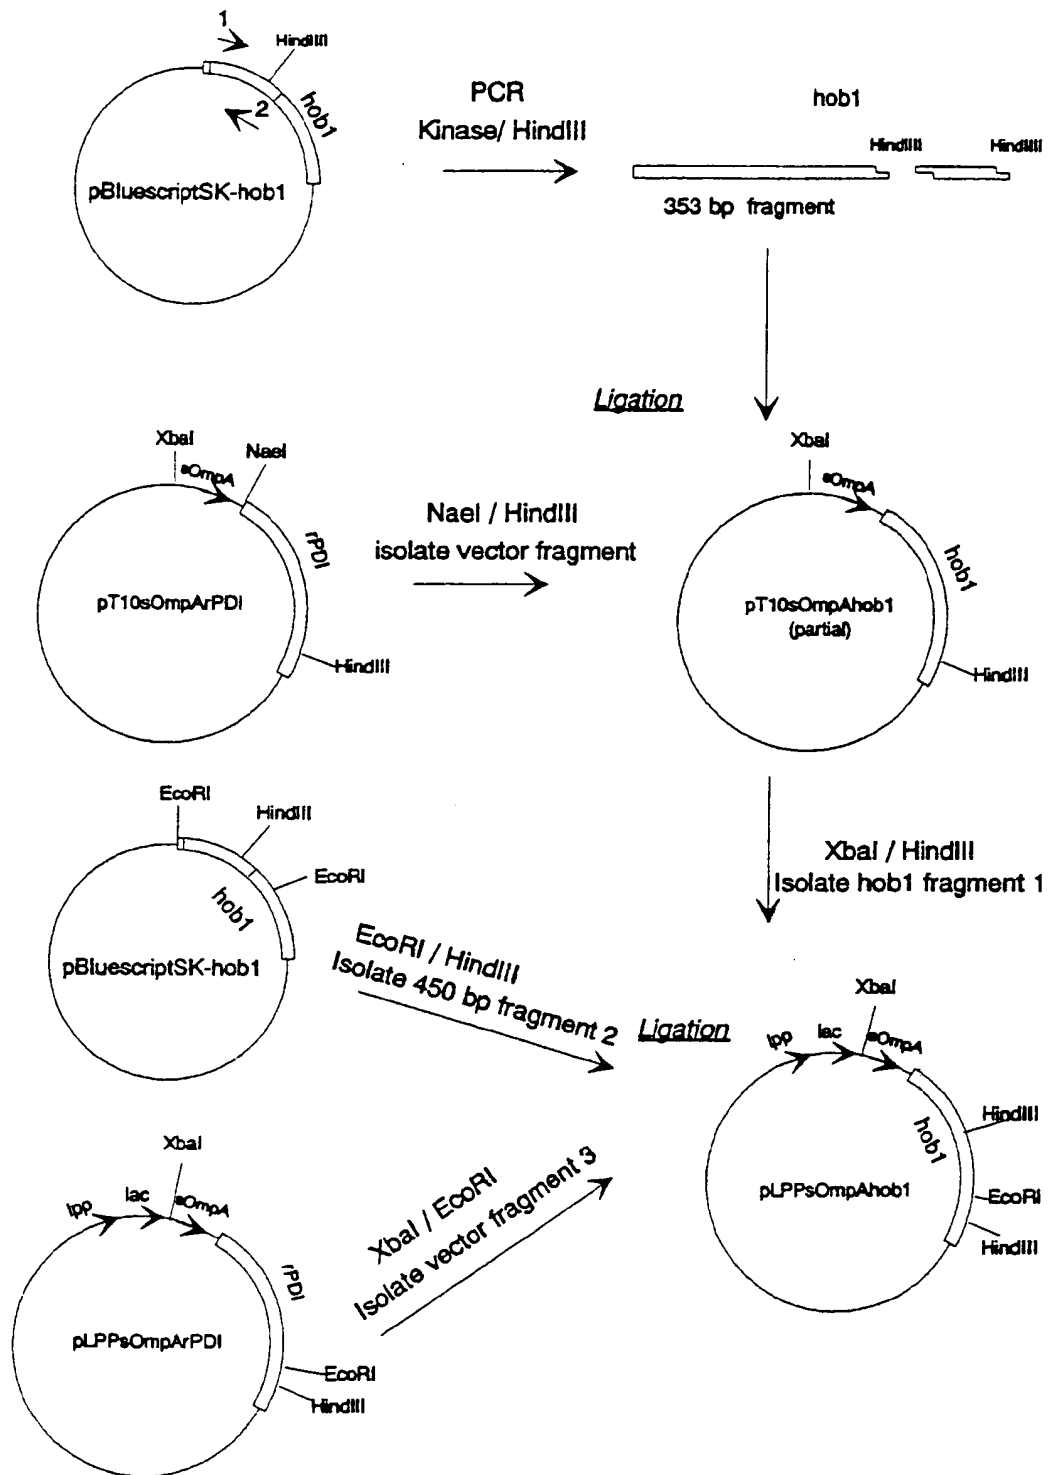 1
HindIII
2
hob1
pBluescriptSK-hob1
PCR
Kinase/ HindIII
hob1
HindIII
HindIII
353 bp fragment
Ligation
XbaI
sOmpA
NaeI
rPDI
pT10sOmpArPDI
HindIII
NaeI / HindIII
isolate vector fragment
XbaI
sOmpA
hob1
pT10sOmpAhob1
(partial)
HindIII
EcoRI
HindIII
EcoRI
hob1
pBluescriptSK-hob1
EcoRI / HindIII
Isolate 450 bp fragment 2
XbaI / HindIII
Isolate hob1 fragment 1
Ligation
XbaI
lpp
lac
sOmpA
hob1
HindIII
pLPPsOmpAhob1
EcoRI
HindIII
XbaI
lpp
lac
sOmpA
rPDI
pLPPsOmpArPDI
EcoRI
HindIII
XbaI / EcoRI
Isolate vector fragment 3